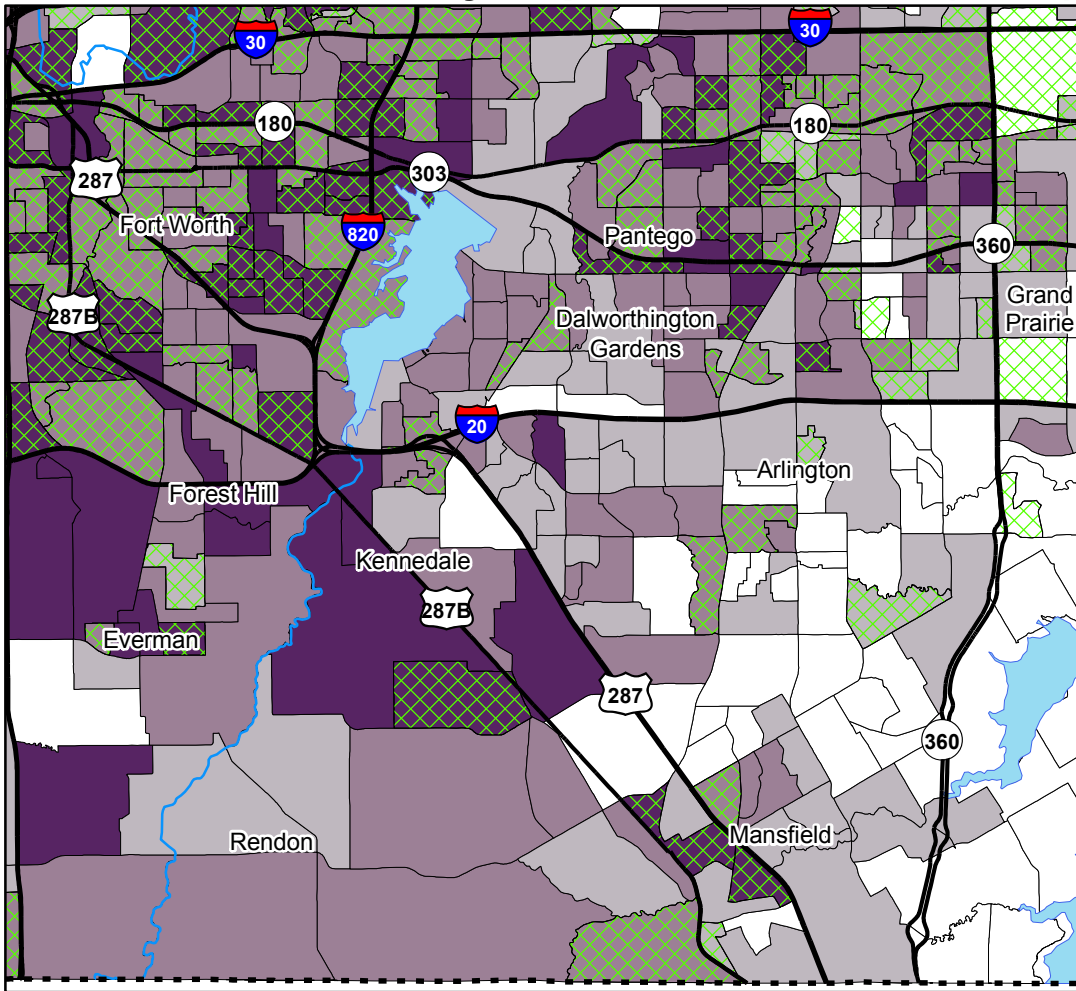 30
30
180
180
303
287
Fort Worth
820
Pantego
360
287B
Grand
Prairie
Dalworthington
Gardens
20
Arlington
Forest Hill
Kennedale
287B
Everman
287
360
Rendon
Mansfield